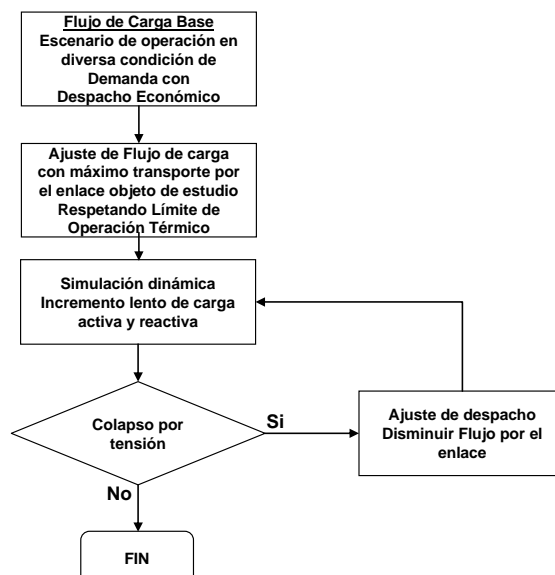 Flujo de Carga Base
Escenario de operación en
diversa condición de
Demanda con
Despacho Económico
Ajuste de Flujo de carga
con máximo transporte por
el enlace objeto de estudio
Respetando Límite de
Operación Térmico
Simulación dinámica
Incremento lento de carga
activa y reactiva
Colapso por
tensión
Si
Ajuste de despacho
Disminuir Flujo por el
enlace
No
FIN